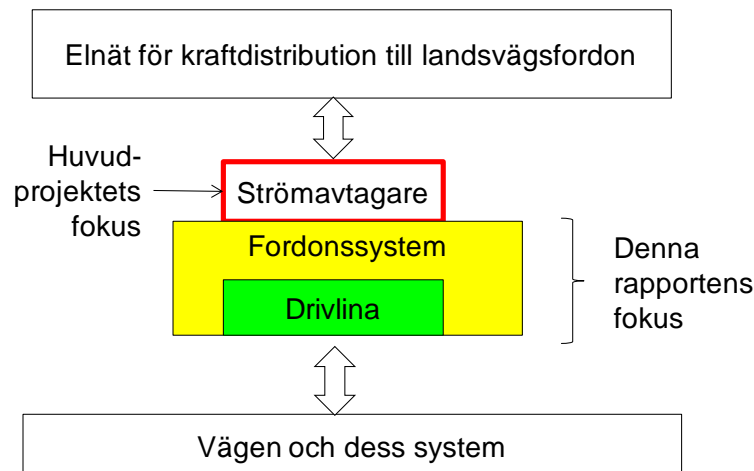 Elnät för kraftdistribution till landsvägsfordon
Huvud-
projektets
fokus
Strömavtagare
Fordonssystem
Drivlina
Denna
rapportens
fokus
Vägen och dess system